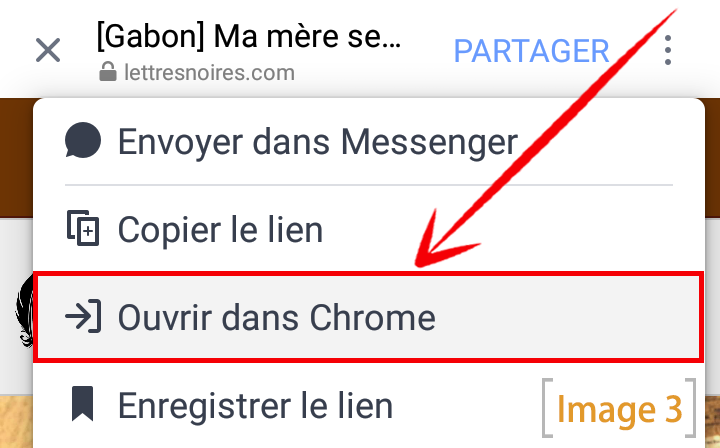 [Gabon] Ma mère se...
PARTAGER
lettresnoires.com
Envoyer dans Messenger
Copier le lien
Ouvrir dans Chrome
Enregistrer le lien
[Image 3]